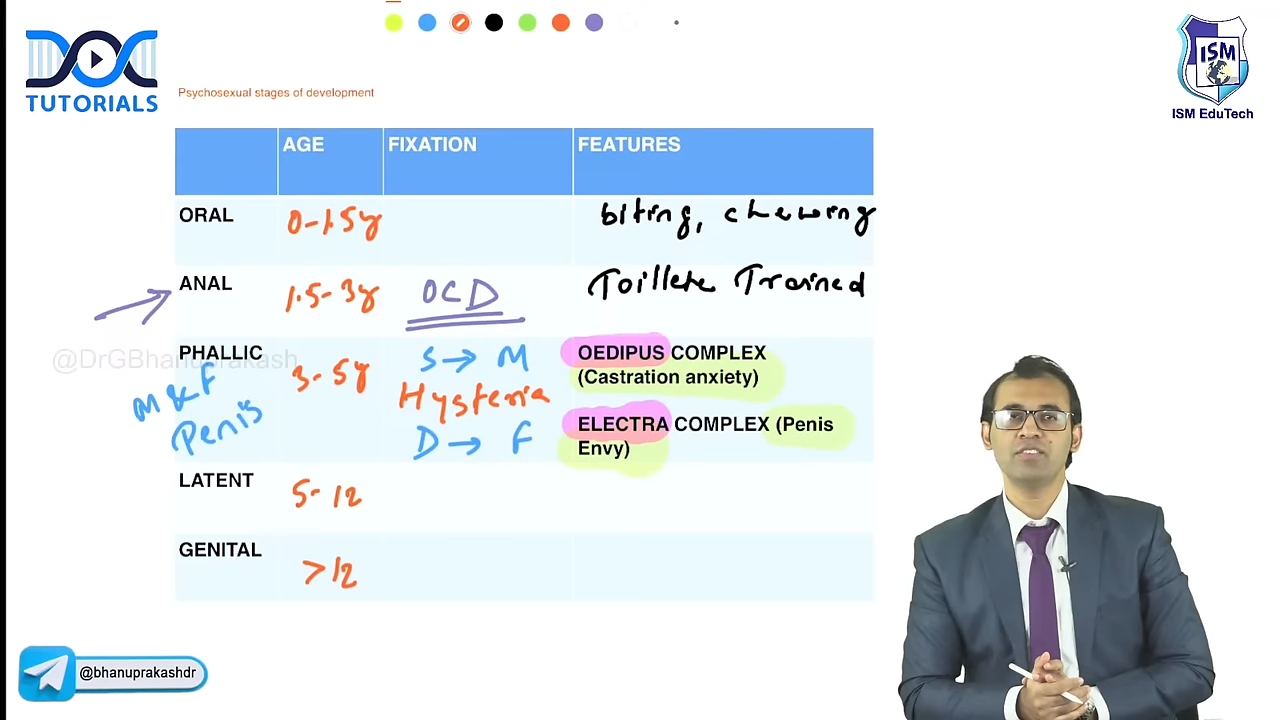 DOC
TUTORIALS
ISM
ISM EduTech
Psychosexual stages of development
AGE FIXATION FEATURES
ORAL 0-1.5y biting, chewing
ANAL 1.5-3y OCD Toillete Trained
@DrGBhanuprakash
PHALLIC 3-5y S → M OEDIPUS COMPLEX
(Castration anxiety)
M & F Hysteria
Penis D → F ELECTRA COMPLEX (Penis
Envy)
LATENT 5-12
GENITAL >12
@bhanuprakashdr